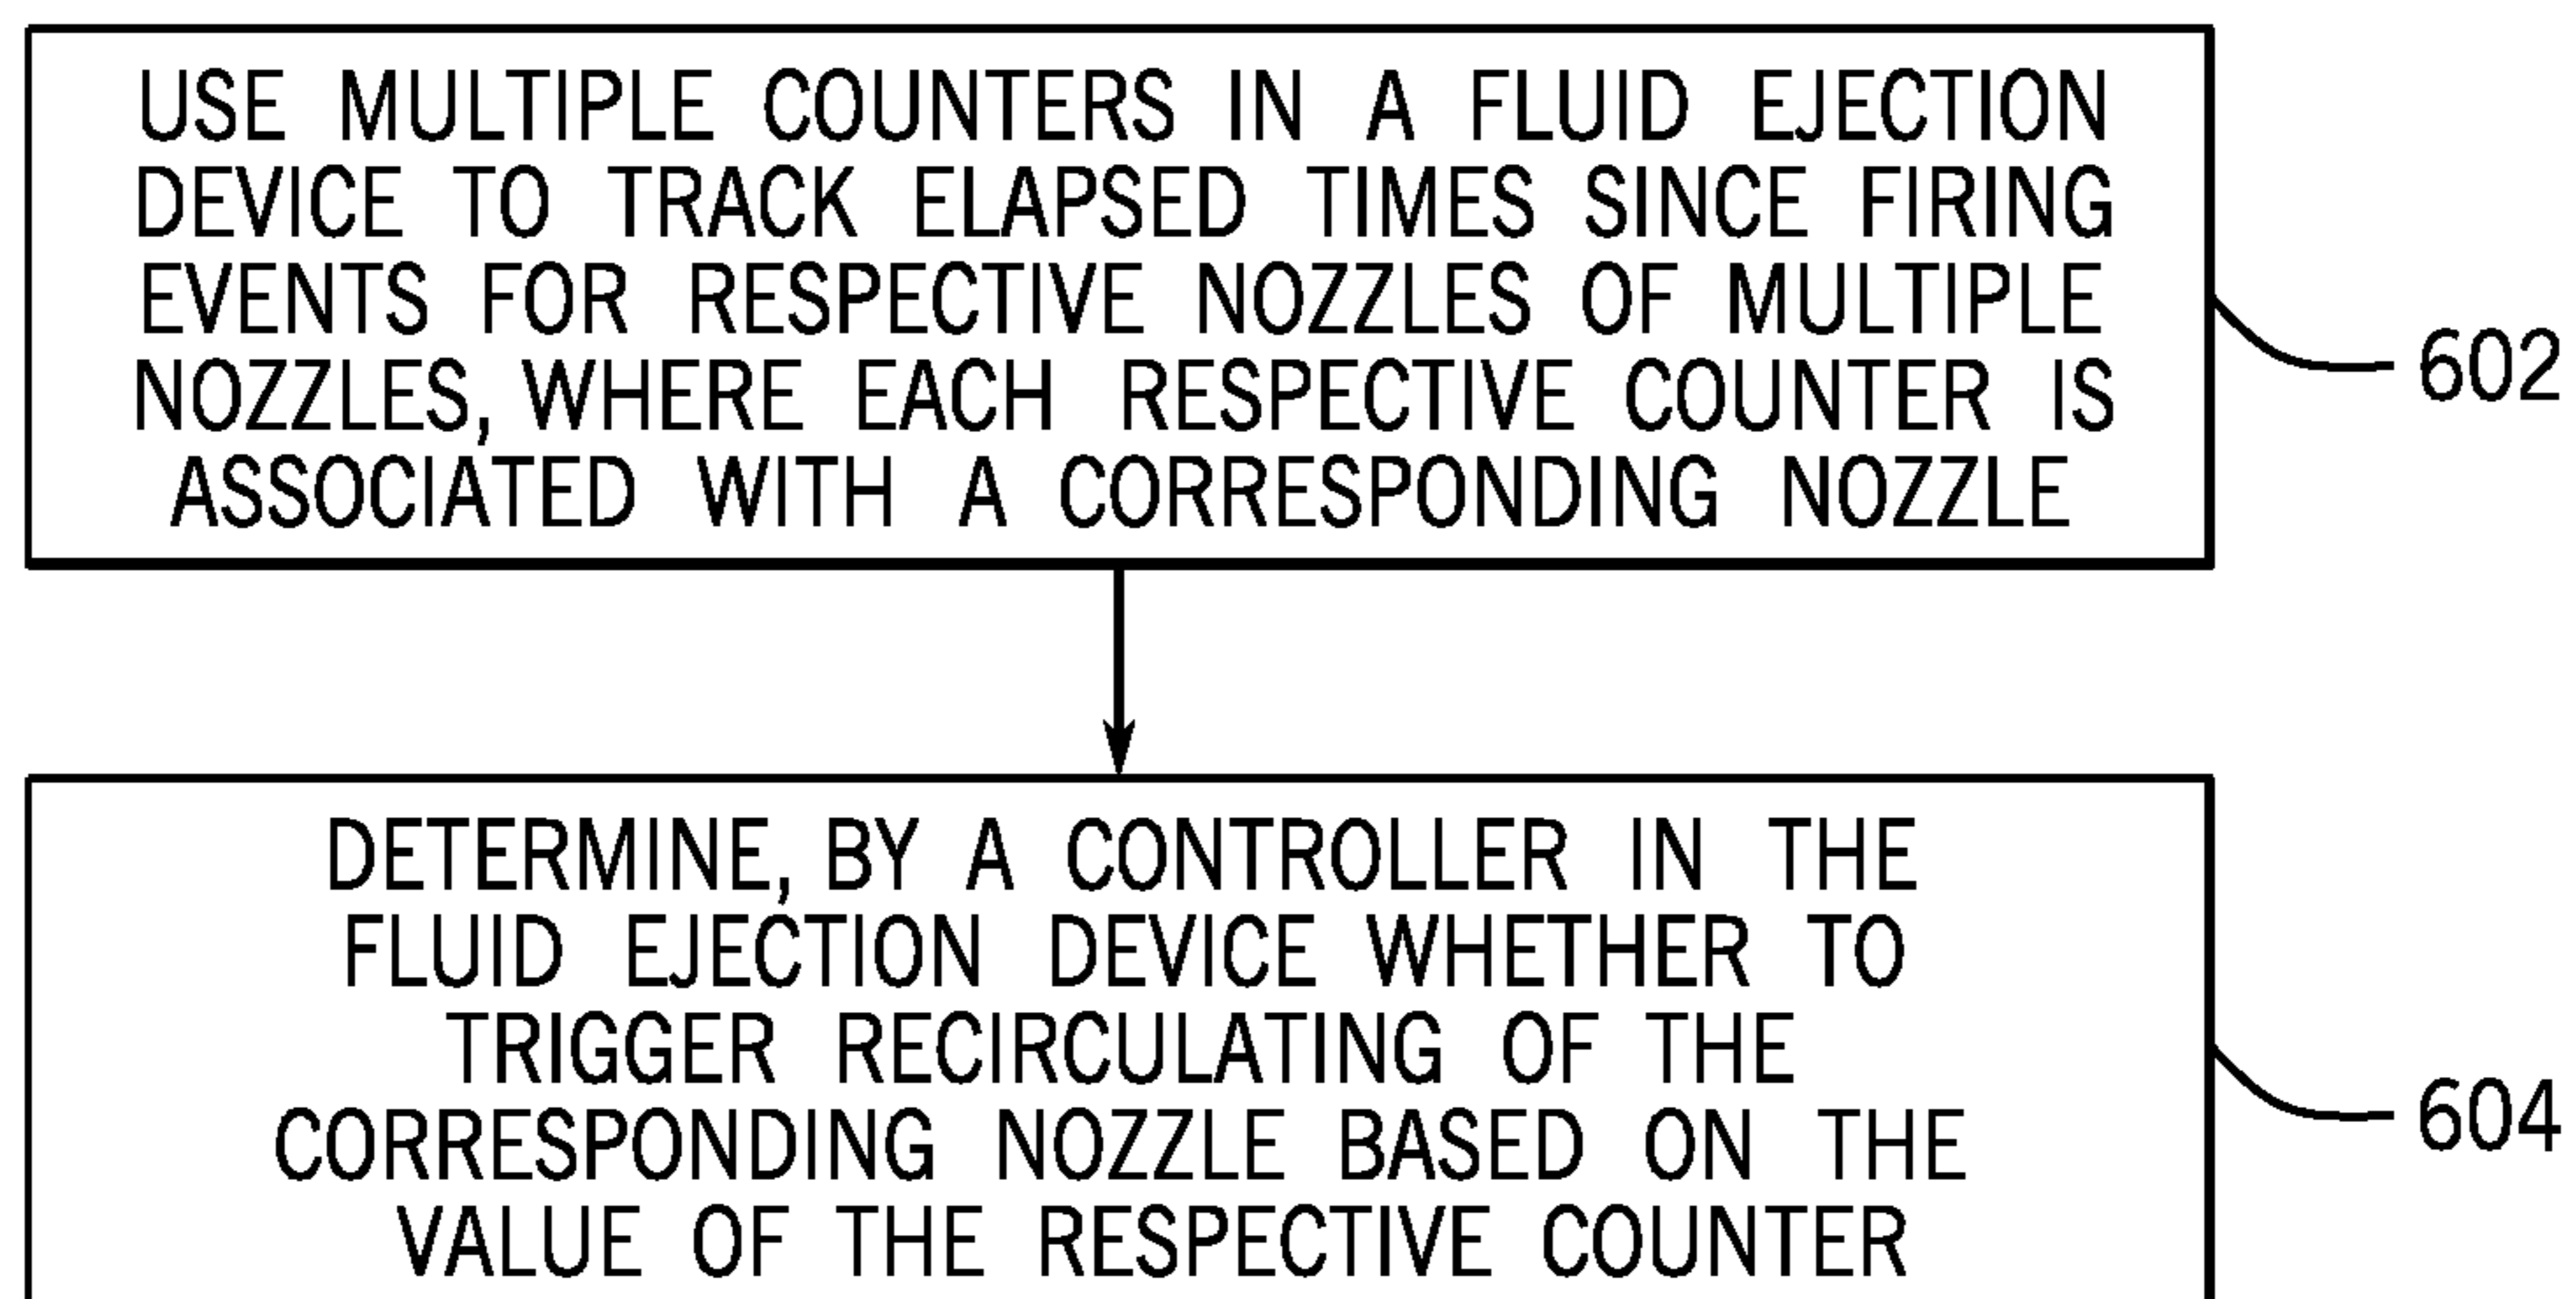 USE MULTIPLE COUNTERS IN A FLUID EJECTION
DEVICE TO TRACK ELAPSED TIMES SINCE FIRING
EVENTS FOR RESPECTIVE NOZZLES OF MULTIPLE
NOZZLES, WHERE EACH RESPECTIVE COUNTER IS
ASSOCIATED WITH A CORRESPONDING NOZZLE
602
DETERMINE, BY A CONTROLLER IN THE
FLUID EJECTION DEVICE WHETHER TO
TRIGGER RECIRCULATING OF THE
CORRESPONDING NOZZLE BASED ON THE
VALUE OF THE RESPECTIVE COUNTER
604